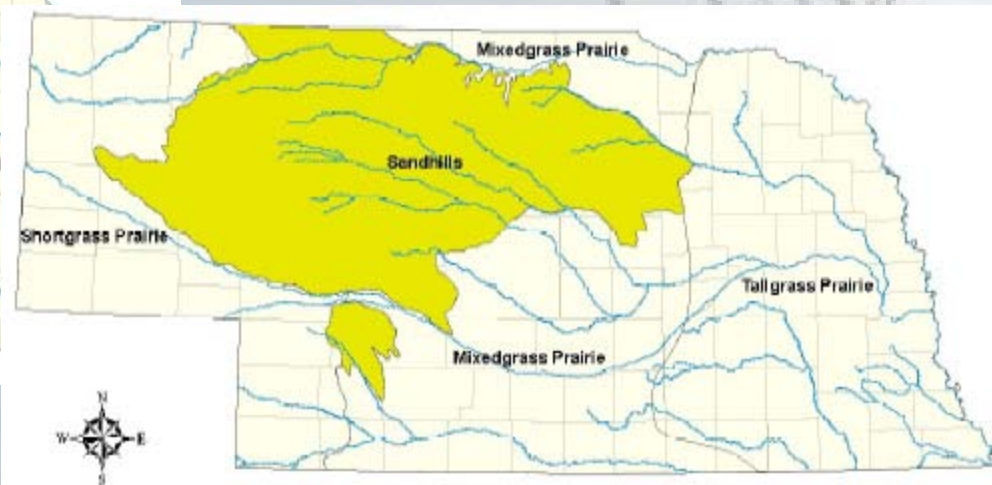 Mixedgrass Prairie
Sandhills
Shortgrass Prairie
Tallgrass Prairie
Mixedgrass Prairie
N
W
E
S